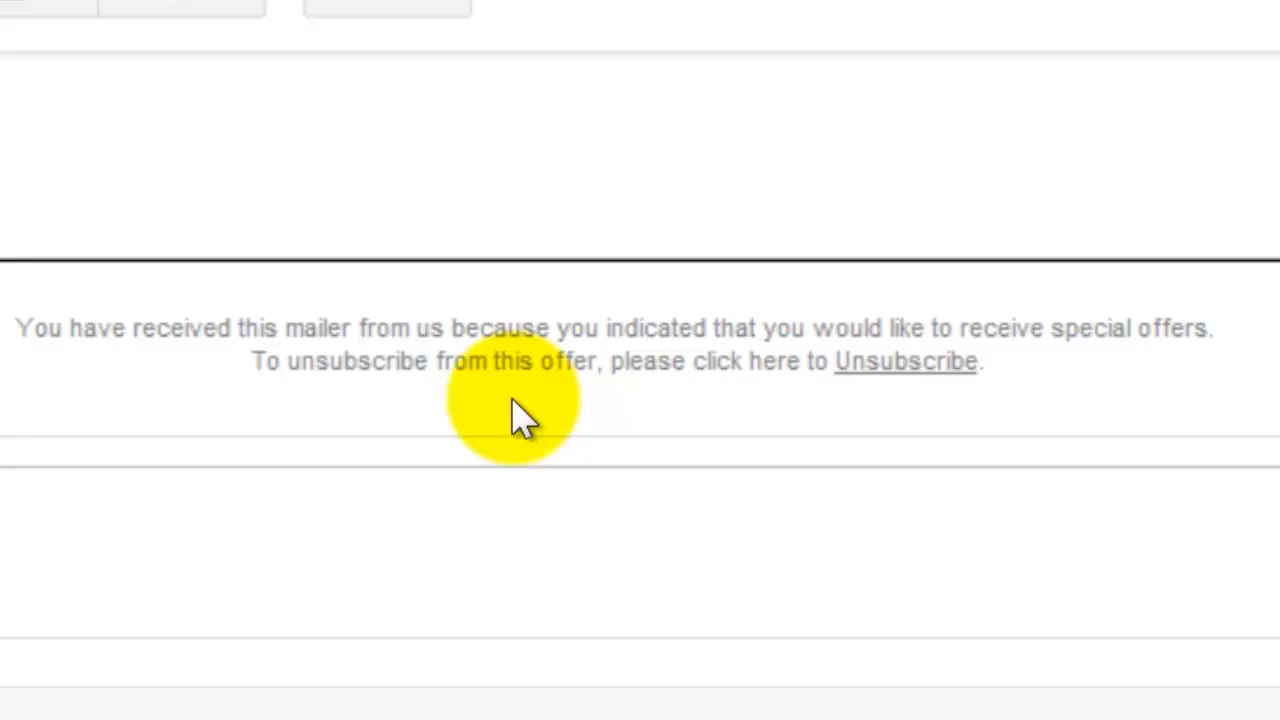 You have received this mailer from us because you indicated that you would like to receive special offers.
To unsubscribe from this offer, please click here to Unsubscribe.